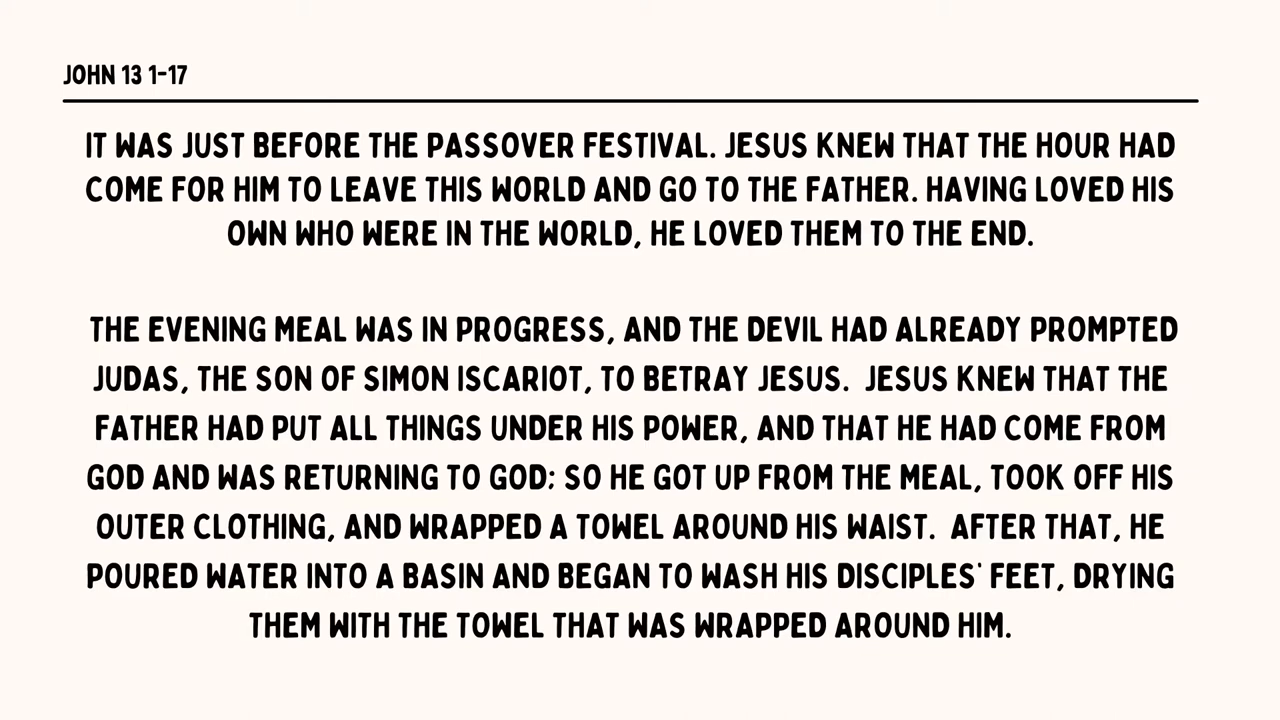 JOHN 13 1-17
IT WAS JUST BEFORE THE PASSOVER FESTIVAL. JESUS KNEW THAT THE HOUR HAD
COME FOR HIM TO LEAVE THIS WORLD AND GO TO THE FATHER. HAVING LOVED HIS
OWN WHO WERE IN THE WORLD, HE LOVED THEM TO THE END.
THE EVENING MEAL WAS IN PROGRESS, AND THE DEVIL HAD ALREADY PROMPTED
JUDAS, THE SON OF SIMON ISCARIOT, TO BETRAY JESUS. JESUS KNEW THAT THE
FATHER HAD PUT ALL THINGS UNDER HIS POWER, AND THAT HE HAD COME FROM
GOD AND WAS RETURNING TO GOD; SO HE GOT UP FROM THE MEAL, TOOK OFF HIS
OUTER CLOTHING, AND WRAPPED A TOWEL AROUND HIS WAIST. AFTER THAT, HE
POURED WATER INTO A BASIN AND BEGAN TO WASH HIS DISCIPLES' FEET, DRYING
THEM WITH THE TOWEL THAT WAS WRAPPED AROUND HIM.